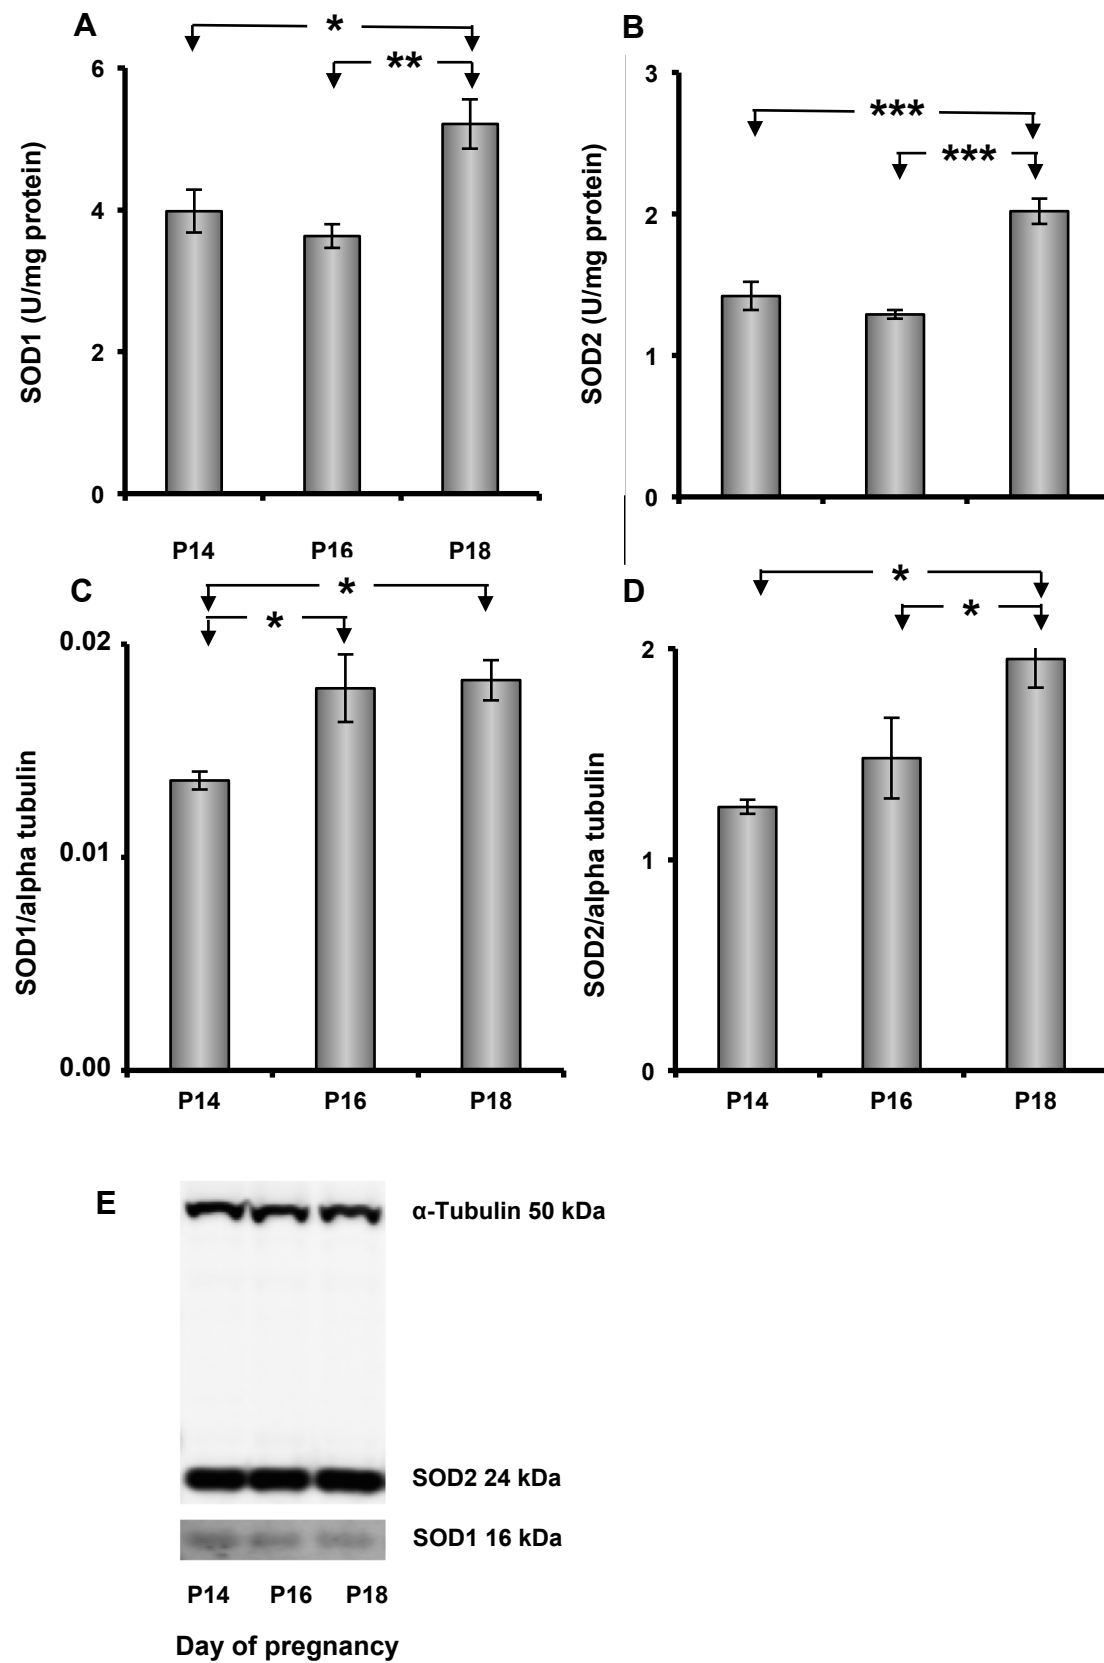 A
*
**
6
4
2
0
SOD1 (U/mg protein)
P14 P16 P18
B
***
***
3
2
1
0
SOD2 (U/mg protein)
C
*
*
0.02
0.01
0.00
SOD1/alpha tubulin
P14 P16 P18
D
*
*
2
1
0
SOD2/alpha tubulin
P14 P16 P18
E
α-Tubulin 50 kDa
SOD2 24 kDa
SOD1 16 kDa
P14 P16 P18
Day of pregnancy